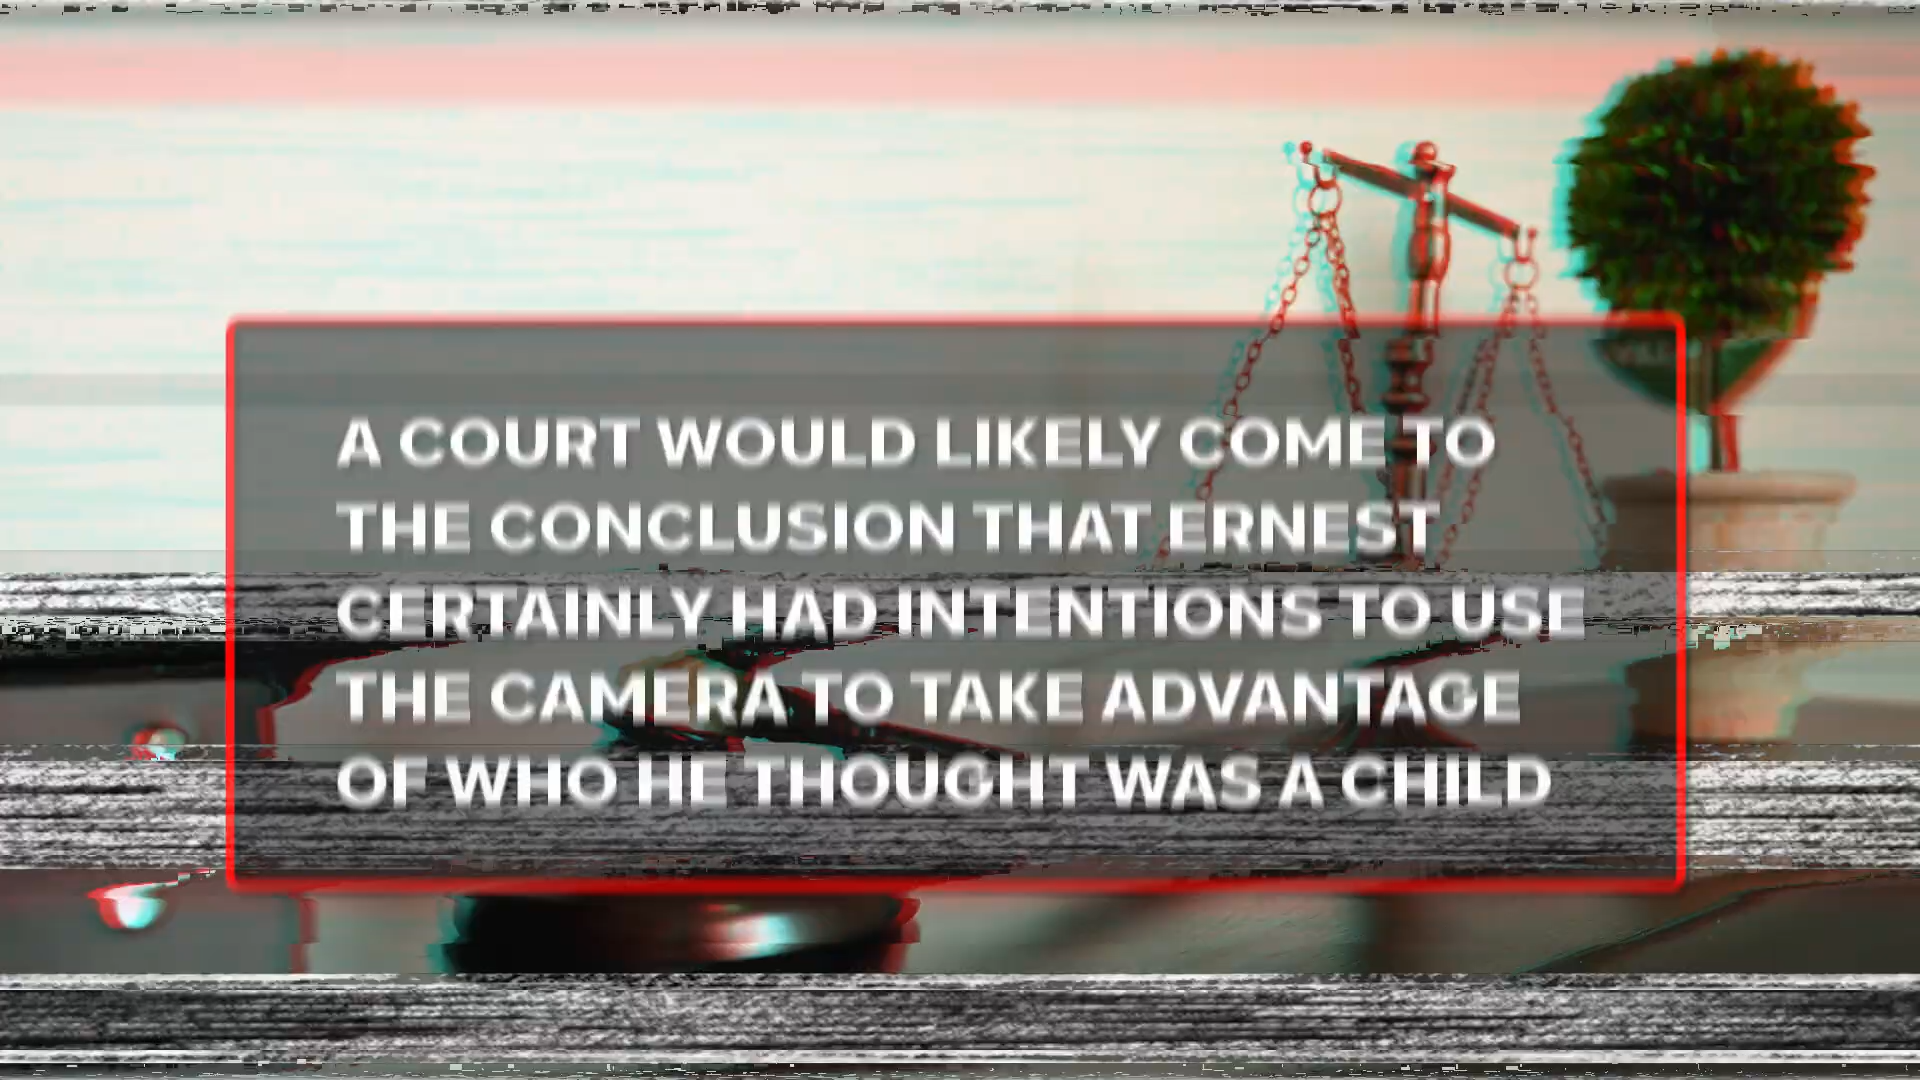 A COURT WOULD LIKELY COME TO
THE CONCLUSION THAT ERNEST
CERTAINLY HAD INTENTIONS TO USE
THE CAMERA TO TAKE ADVANTAGE
OF WHO HE THOUGHT WAS A CHILD